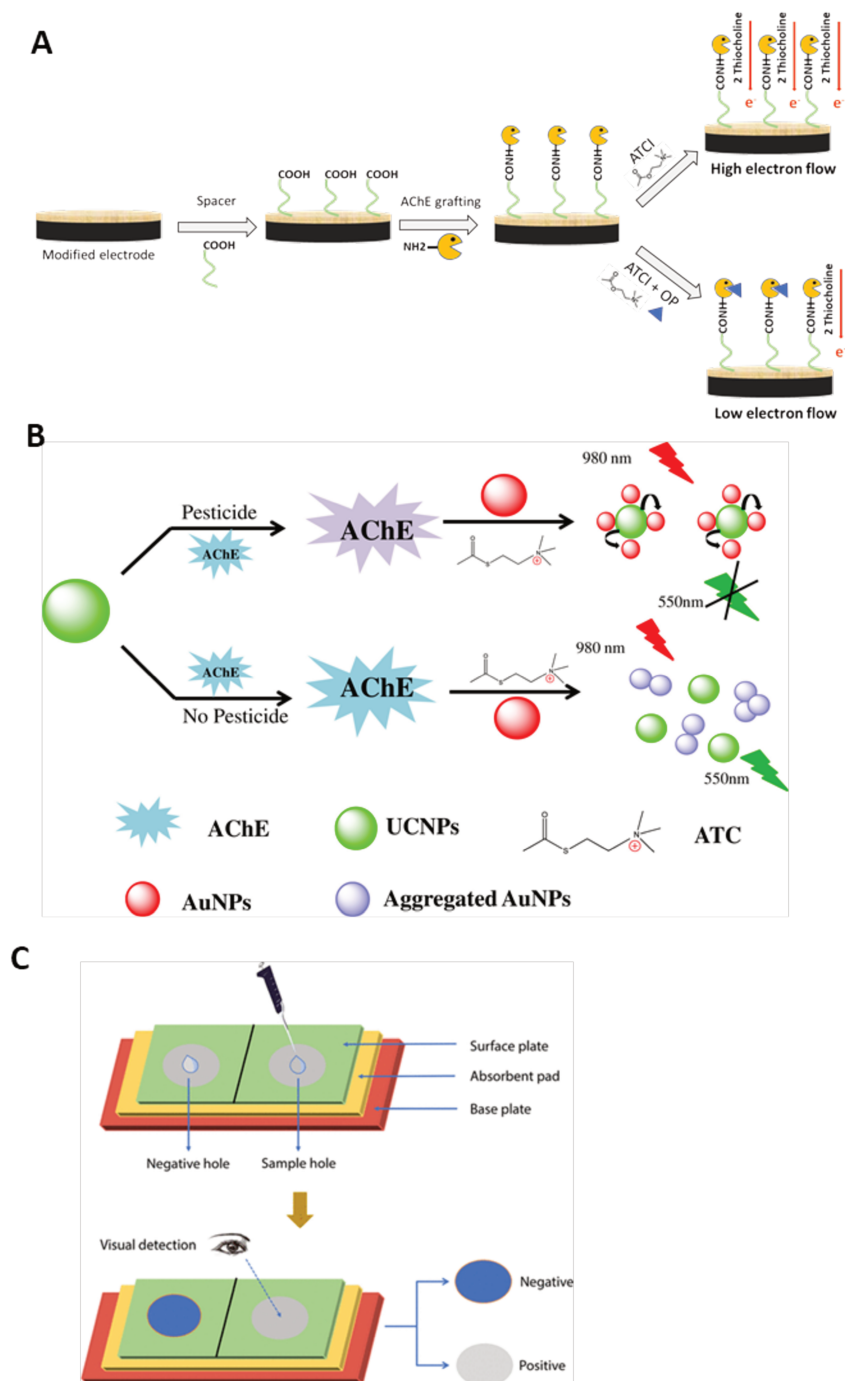 A
CONH
2 Thiocholine
CONH
2 Thiocholine
CONH
2 Thiocholine
e-
e-
e-
High electron flow
ATCI
COOH
COOH
COOH
Spacer
COOH
AChE grafting
NH2
CONH
CONH
CONH
Modified electrode
ATCI + OP
CONH
CONH
CONH
2 Thiocholine
e-
Low electron flow
B
980 nm
Pesticide
AChE
AChE
O
S
N
+
550nm
AChE
No Pesticide
AChE
O
S
N
+
980 nm
550nm
AChE
UCNPs
O
S
N
+
ATC
AuNPs
Aggregated AuNPs
C
Surface plate
Absorbent pad
Base plate
Negative hole
Sample hole
Visual detection
Negative
Positive